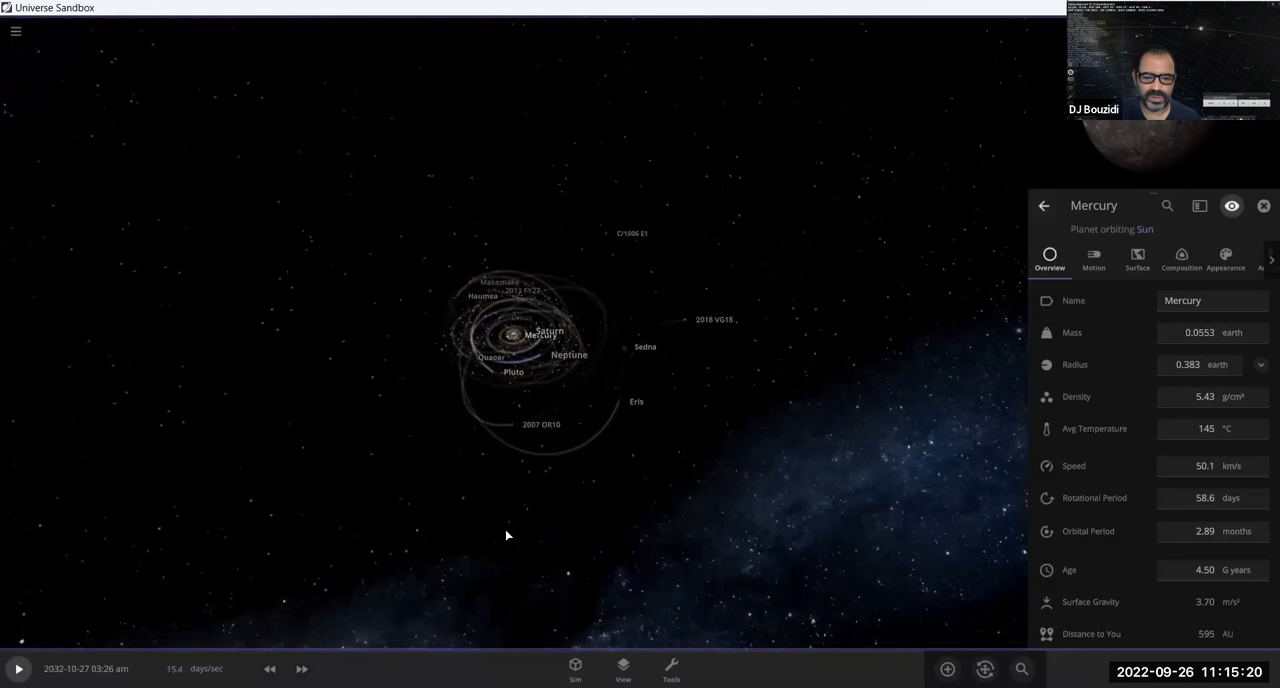 Universe Sandbox
DJ Bouzidi
Mercury
Planet orbiting Sun
Overview
Motion
Surface
Composition
Appearance
Name
Mercury
Mass
0.0553 earth
Radius
0.383 earth
Density
5.43 g/cm³
Avg Temperature
145 °C
Speed
50.1 km/s
Rotational Period
58.6 days
Orbital Period
2.89 months
Age
4.50 G years
Surface Gravity
3.70 m/s²
Distance to You
595 AU
C/1906 E1
Makemake
2013 FY27
Haumea
Saturn
Mercury
2018 VG18
Sedna
Quaoar
Neptune
Pluto
Eris
2007 OR10
2032-10-27 03:26 am
15.4 days/sec
Sim
View
Tools
2022-09-26 11:15:20